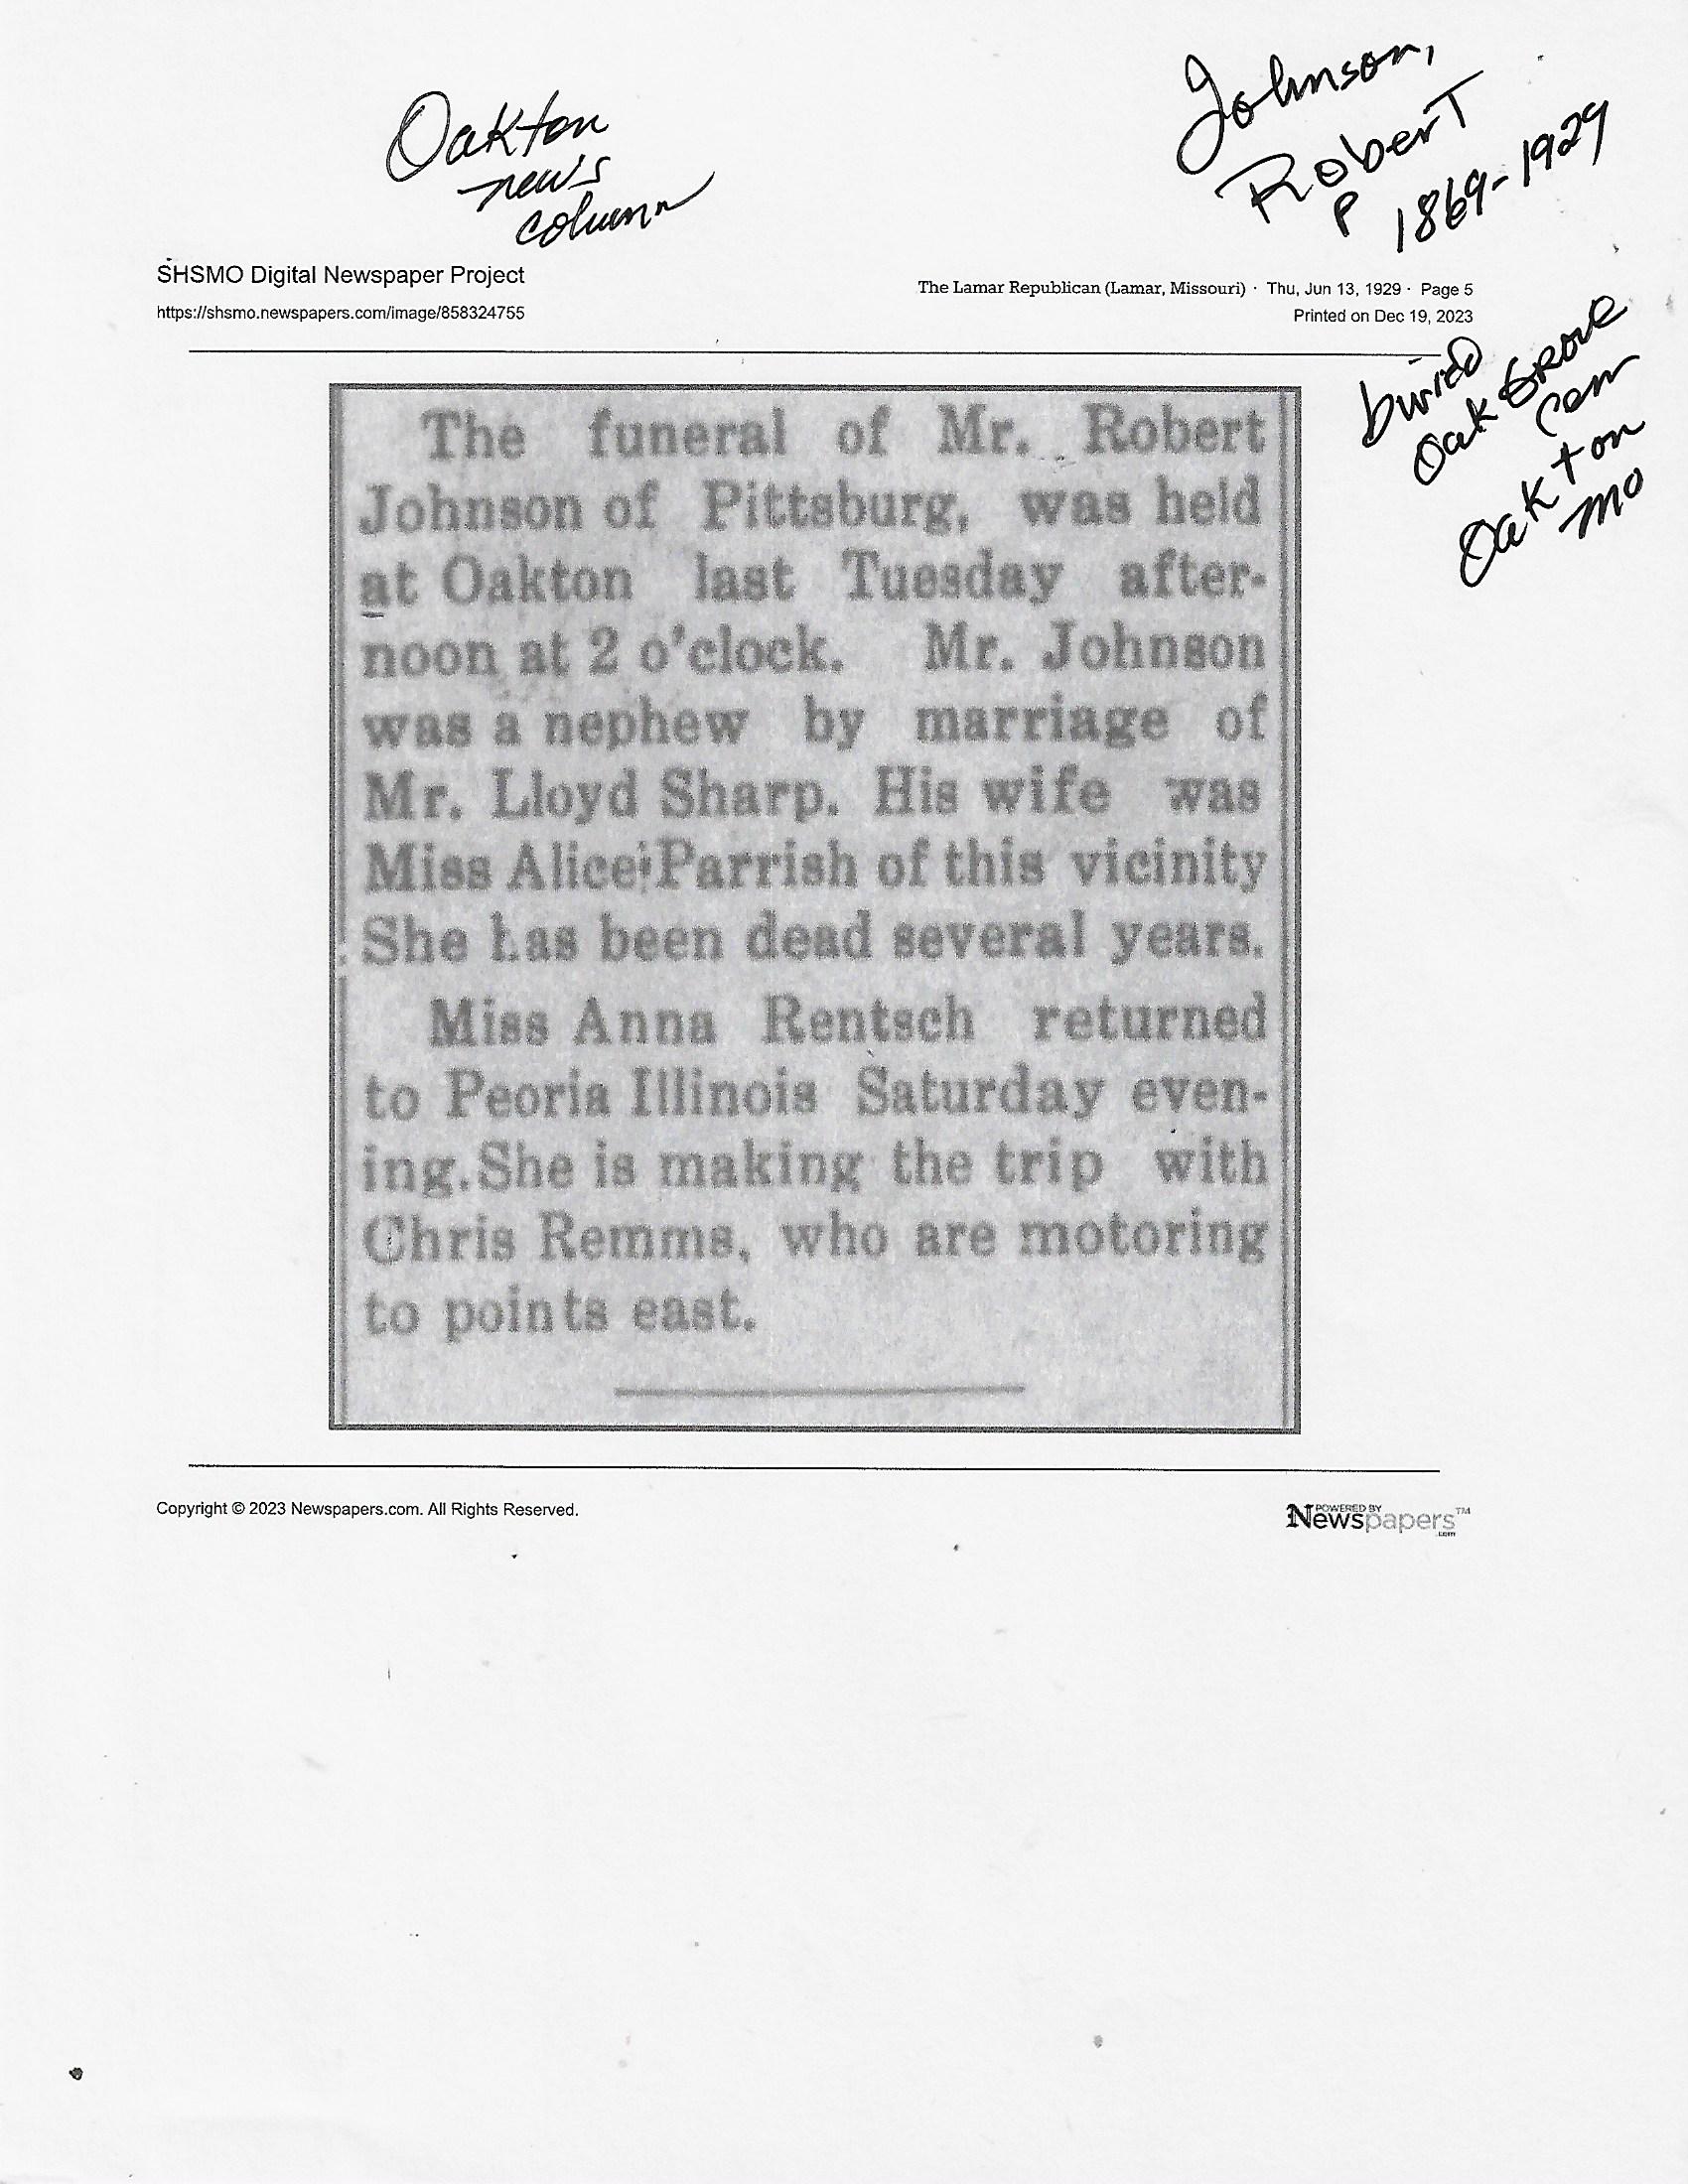 Oakton
news
column
Johnson,
Robert
P
1869-1929
SHSMO Digital Newspaper Project
https://shsmo.newspapers.com/image/858324755
The Lamar Republican (Lamar, Missouri) · Thu, Jun 13, 1929 · Page 5
Printed on Dec 19, 2023
buried
Oak Grove
Cem
Oakton
mo
The funeral of Mr. Robert
Johnson of Pittsburg, was held
at Oakton last Tuesday after-
noon at 2 o'clock. Mr. Johnson
was a nephew by marriage of
Mr. Lloyd Sharp. His wife was
Miss Alice Parrish of this vicinity
She has been dead several years.
Miss Anna Rentsch returned
to Peoria Illinois Saturday even-
ing.She is making the trip with
Chris Remms, who are motoring
to points east.
Copyright © 2023 Newspapers.com. All Rights Reserved.
POWERED BY
Newspapers™
.com